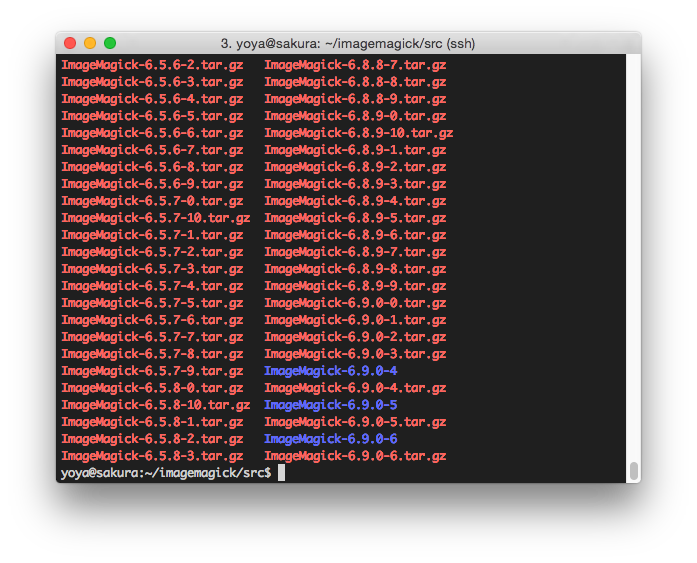 3. yoya@sakura: ~/imagemagick/src (ssh)
ImageMagick-6.5.6-2.tar.gz ImageMagick-6.8.8-7.tar.gz
ImageMagick-6.5.6-3.tar.gz ImageMagick-6.8.8-8.tar.gz
ImageMagick-6.5.6-4.tar.gz ImageMagick-6.8.8-9.tar.gz
ImageMagick-6.5.6-5.tar.gz ImageMagick-6.8.9-0.tar.gz
ImageMagick-6.5.6-6.tar.gz ImageMagick-6.8.9-10.tar.gz
ImageMagick-6.5.6-7.tar.gz ImageMagick-6.8.9-1.tar.gz
ImageMagick-6.5.6-8.tar.gz ImageMagick-6.8.9-2.tar.gz
ImageMagick-6.5.6-9.tar.gz ImageMagick-6.8.9-3.tar.gz
ImageMagick-6.5.7-0.tar.gz ImageMagick-6.8.9-4.tar.gz
ImageMagick-6.5.7-10.tar.gz ImageMagick-6.8.9-5.tar.gz
ImageMagick-6.5.7-1.tar.gz ImageMagick-6.8.9-6.tar.gz
ImageMagick-6.5.7-2.tar.gz ImageMagick-6.8.9-7.tar.gz
ImageMagick-6.5.7-3.tar.gz ImageMagick-6.8.9-8.tar.gz
ImageMagick-6.5.7-4.tar.gz ImageMagick-6.8.9-9.tar.gz
ImageMagick-6.5.7-5.tar.gz ImageMagick-6.9.0-0.tar.gz
ImageMagick-6.5.7-6.tar.gz ImageMagick-6.9.0-1.tar.gz
ImageMagick-6.5.7-7.tar.gz ImageMagick-6.9.0-2.tar.gz
ImageMagick-6.5.7-8.tar.gz ImageMagick-6.9.0-3.tar.gz
ImageMagick-6.5.7-9.tar.gz ImageMagick-6.9.0-4
ImageMagick-6.5.8-0.tar.gz ImageMagick-6.9.0-4.tar.gz
ImageMagick-6.5.8-10.tar.gz ImageMagick-6.9.0-5
ImageMagick-6.5.8-1.tar.gz ImageMagick-6.9.0-5.tar.gz
ImageMagick-6.5.8-2.tar.gz ImageMagick-6.9.0-6
ImageMagick-6.5.8-3.tar.gz ImageMagick-6.9.0-6.tar.gz
yoya@sakura:~/imagemagick/src$